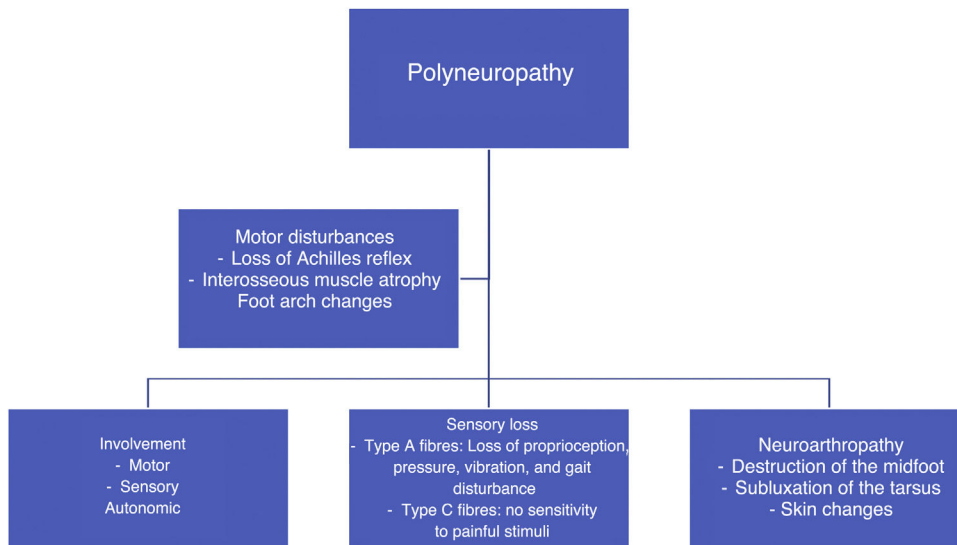 Polyneuropathy
Motor disturbances
- Loss of Achilles reflex
- Interosseous muscle atrophy
Foot arch changes
Involvement
- Motor
- Sensory
Autonomic
Sensory loss
- Type A fibres: Loss of proprioception,
pressure, vibration, and gait
disturbance
- Type C fibres: no sensitivity
to painful stimuli
Neuroarthropathy
- Destruction of the midfoot
- Subluxation of the tarsus
- Skin changes